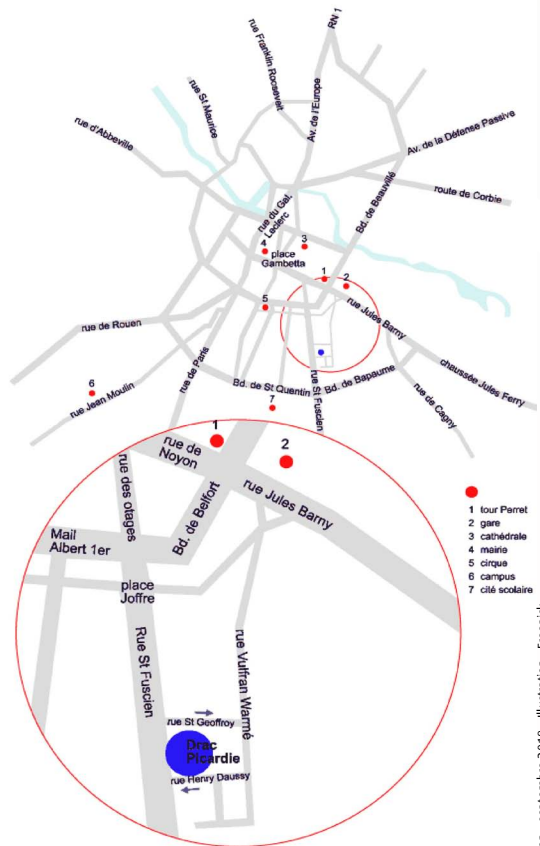 RN 1
rue Franklin Roosevelt
Av. de l'Europe
rue St Maurice
rue d'Abbeville
Av. de la Défense Passive
route de Corbie
Bd. de Beauvillé
rue du Gal.
Leclerc
3
4
place
Gambetta
1
2
5
rue Jules Barny
rue de Rouen
rue de Paris
6
rue Jean Moulin
Bd. de St Quentin
rue St Fuscien
Bd. de Bapaume
chaussée Jules Ferry
rue de Cagny
7
1
2
rue de
Noyon
rue des otages
Bd. de Belfort
rue Jules Barny
Mail
Albert 1er
place
Joffre
Rue St Fuscien
rue Vulfran Warmé
rue St Geoffroy
Drac
Picardie
rue Henry Daussy
1 tour Perret
2 gare
3 cathédrale
4 mairie
5 cirque
6 campus
7 cité scolaire
septembre 2010